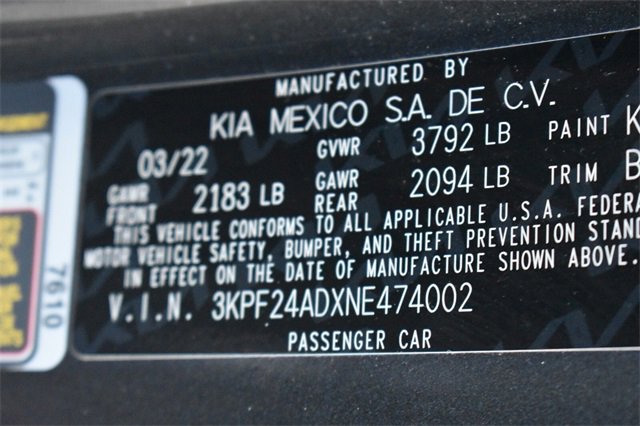 MANUFACTURED BY
KIA MEXICO S.A. DE C.V.
03/22 GVWR 3792 LB PAINT K
GAWR FRONT 2183 LB GAWR REAR 2094 LB TRIM B
THIS VEHICLE CONFORMS TO ALL APPLICABLE U.S.A. FEDERA
MOTOR VEHICLE SAFETY, BUMPER, AND THEFT PREVENTION STAND
IN EFFECT ON THE DATE OF MANUFACTURE SHOWN ABOVE.
V.I.N. 3KPF24ADXNE474002
PASSENGER CAR
7610